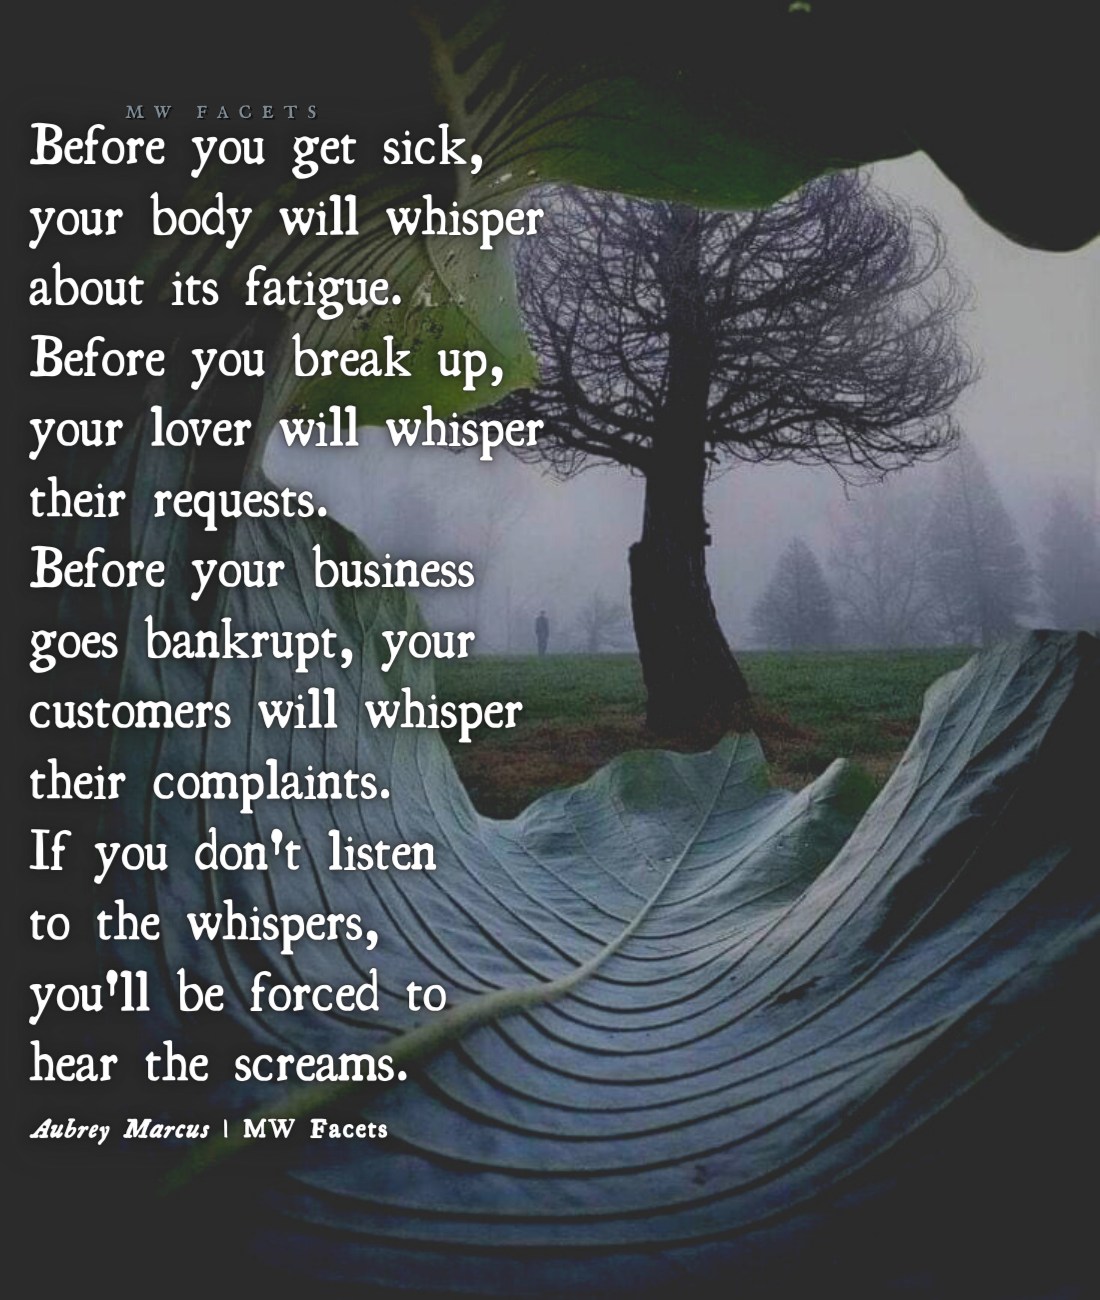 MW FACETS
Before you get sick,
your body will whisper
about its fatigue.
Before you break up,
your lover will whisper
their requests.
Before your business
goes bankrupt, your
customers will whisper
their complaints.
If you don't listen
to the whispers,
you'll be forced to
hear the screams.
Aubrey Marcus | MW Facets